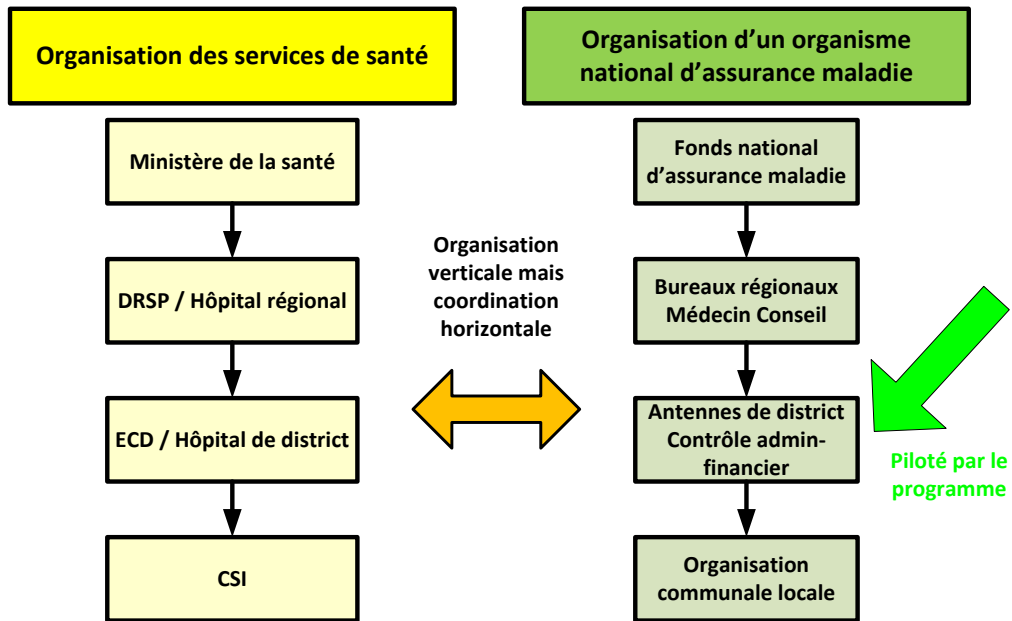 Organisation des services de santé
Organisation d’un organisme
national d’assurance maladie
Ministère de la santé
Fonds national
d’assurance maladie
Organisation
verticale mais
coordination
horizontale
DRSP / Hôpital régional
Bureaux régionaux
Médecin Conseil
ECD / Hôpital de district
Antennes de district
Contrôle admin-
financier
Piloté par le
programme
CSI
Organisation
communale locale